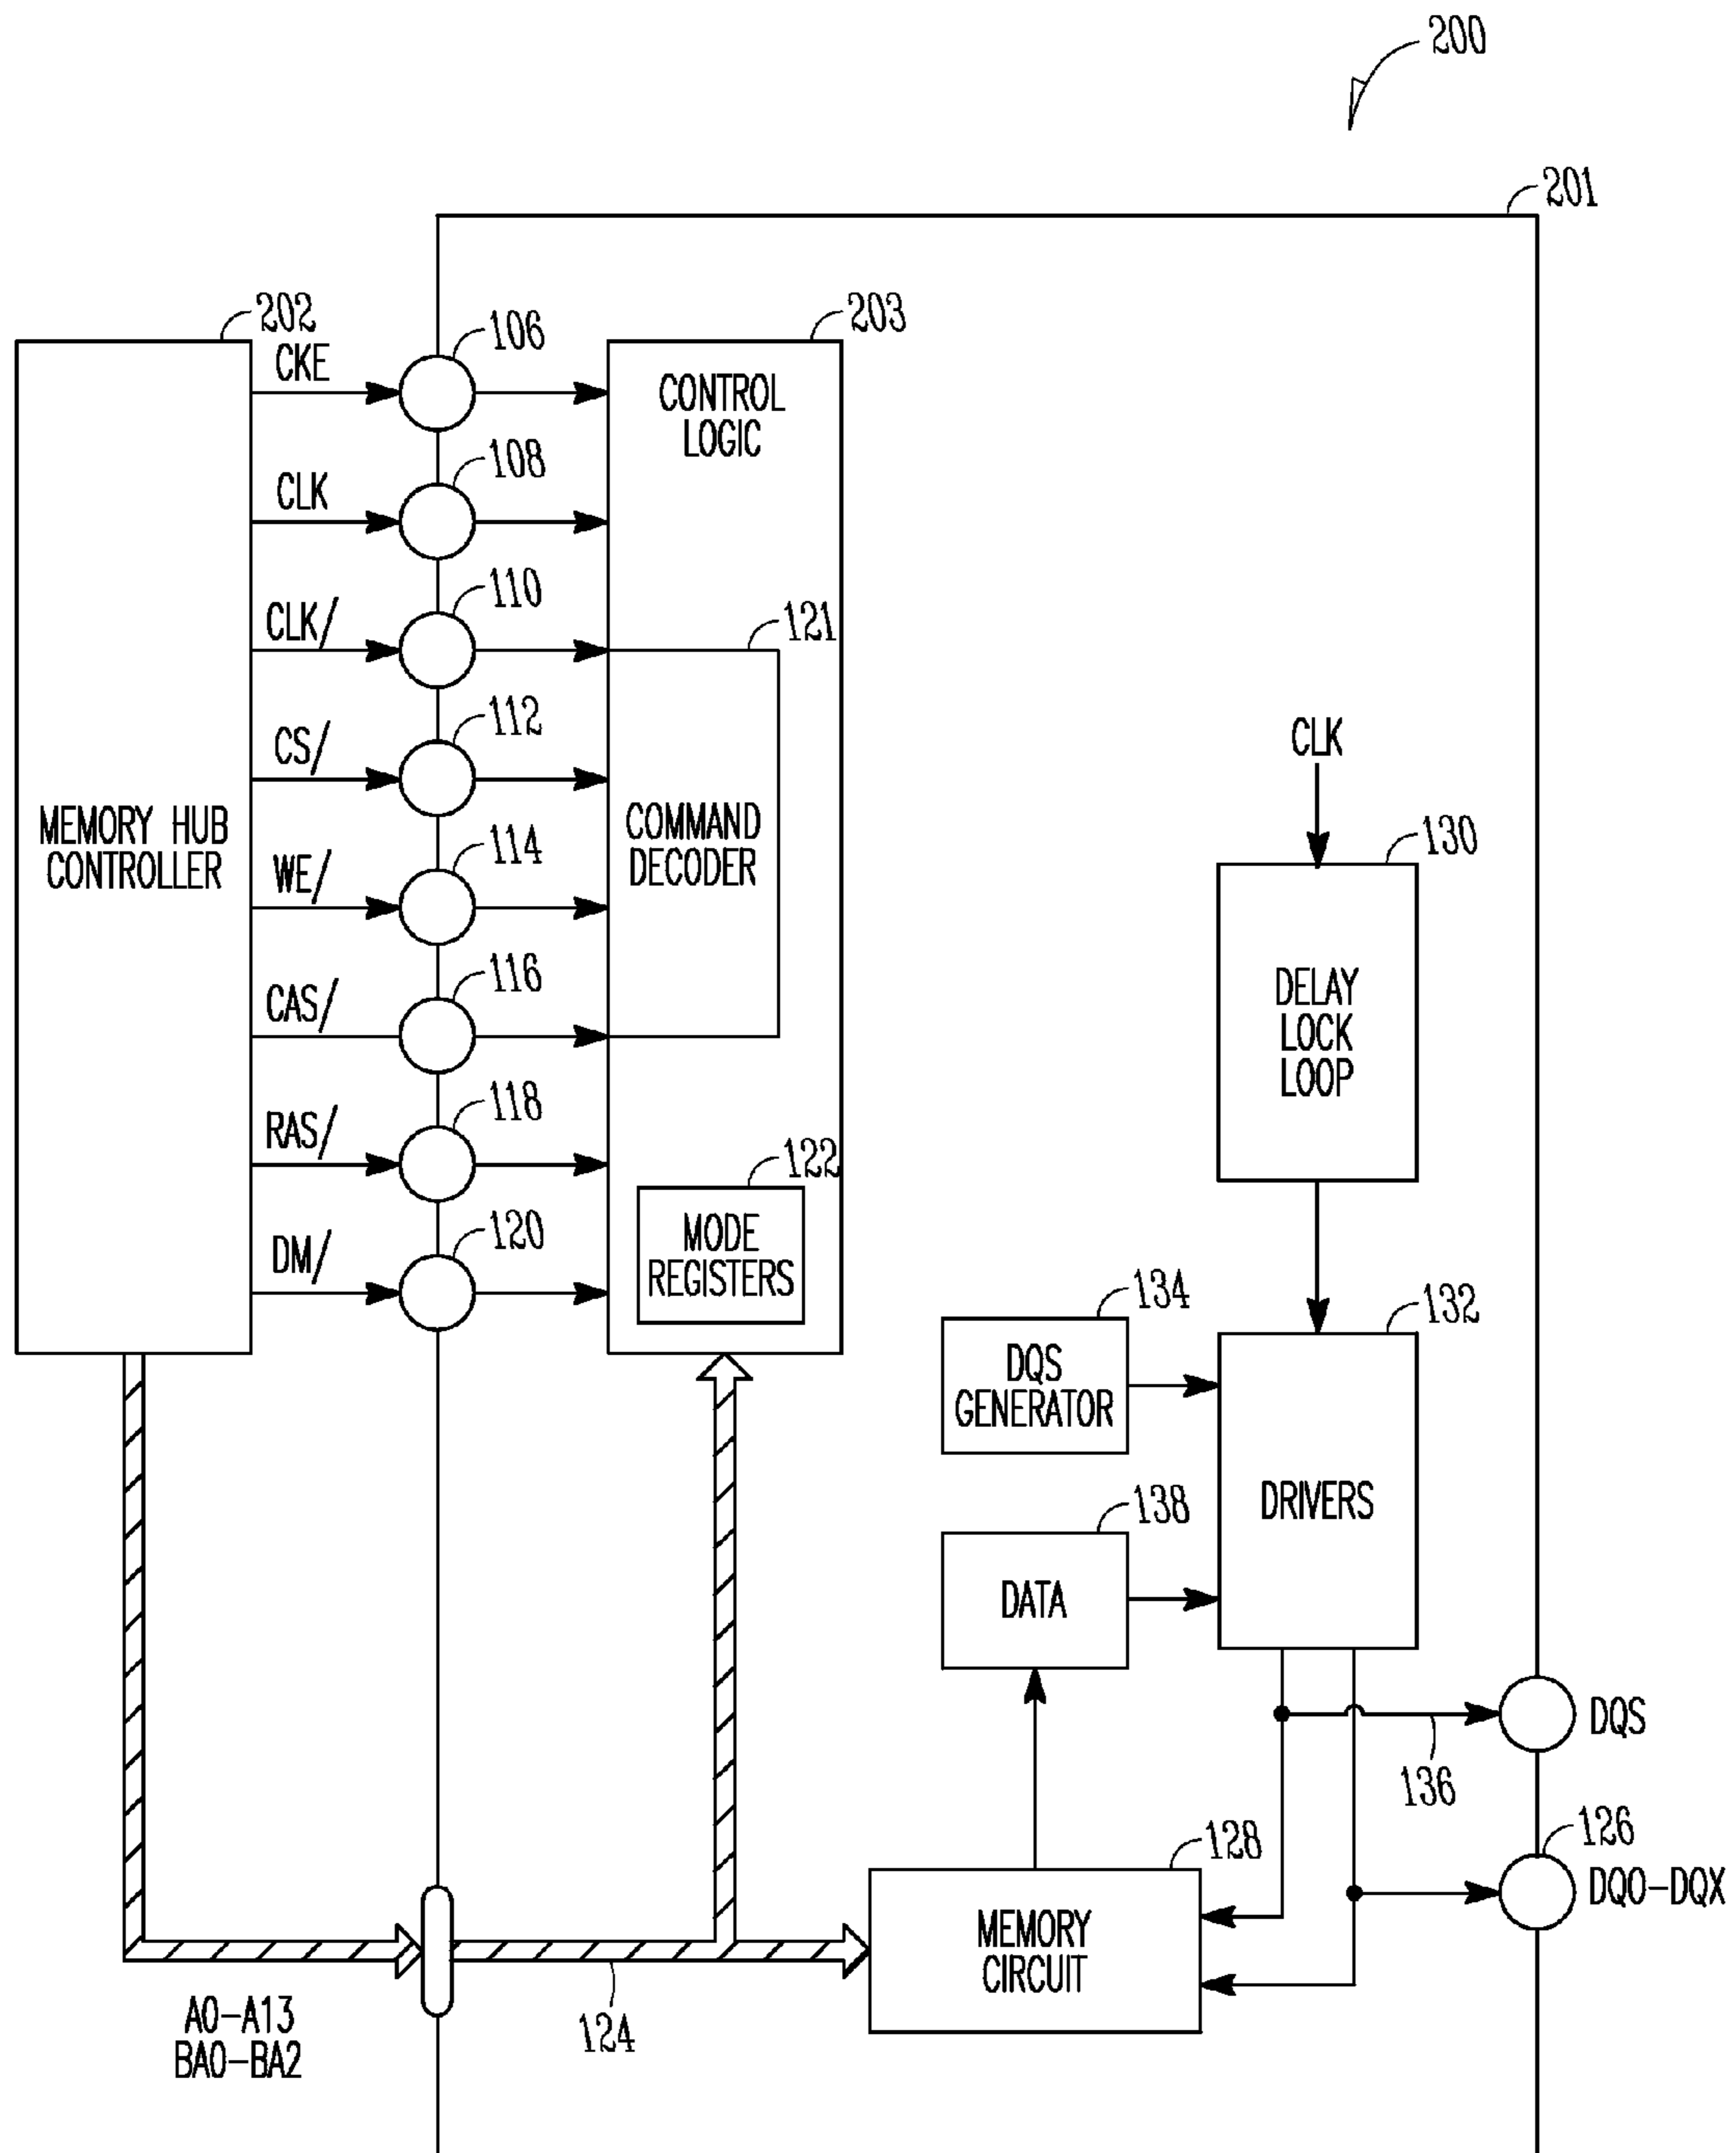 200
201
202
203
CKE
106
CONTROL
LOGIC
CLK
108
CLK/
110
121
CS/
112
CLK
MEMORY HUB
CONTROLLER
COMMAND
DECODER
WE/
114
130
CAS/
116
DELAY
LOCK
LOOP
RAS/
118
122
DM/
120
MODE
REGISTERS
134
132
DQS
GENERATOR
DRIVERS
138
DATA
DQS
136
126
128
DQ0-DQX
MEMORY
CIRCUIT
A0-A13
BA0-BA2
124